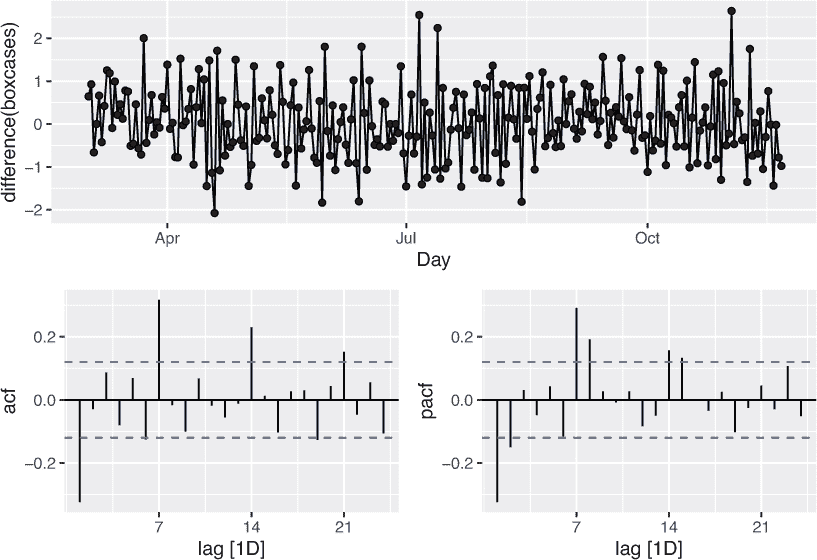 difference(boxcases)
2
1
0
−1
−2
Apr
Jul
Oct
Day
acf
0.2
0.0
−0.2
7
14
21
lag [1D]
pacf
0.2
0.0
−0.2
7
14
21
lag [1D]